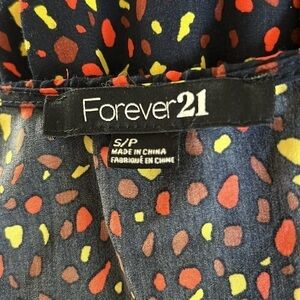 Forever21
S/P
MADE IN CHINA
FABRIQUÉ EN CHINE